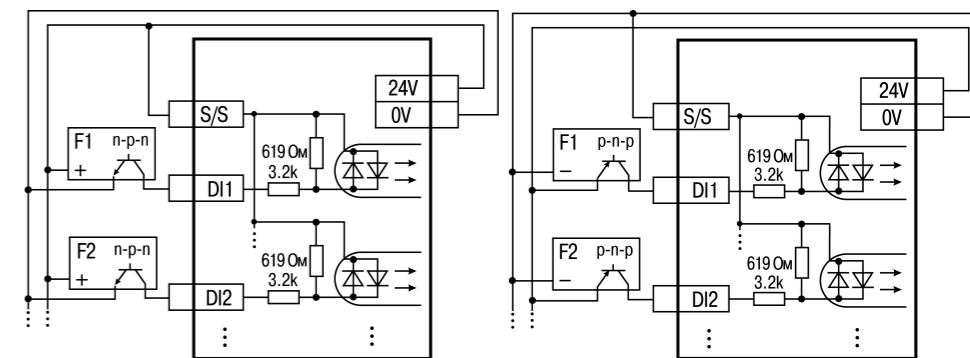 24V
0V
S/S
F1 n-p-n
+
619 Ом
3.2k
DI1
F2 n-p-n
+
619 Ом
3.2k
DI2
24V
0V
S/S
F1 p-n-p
–
619 Ом
3.2k
DI1
F2 p-n-p
–
619 Ом
3.2k
DI2